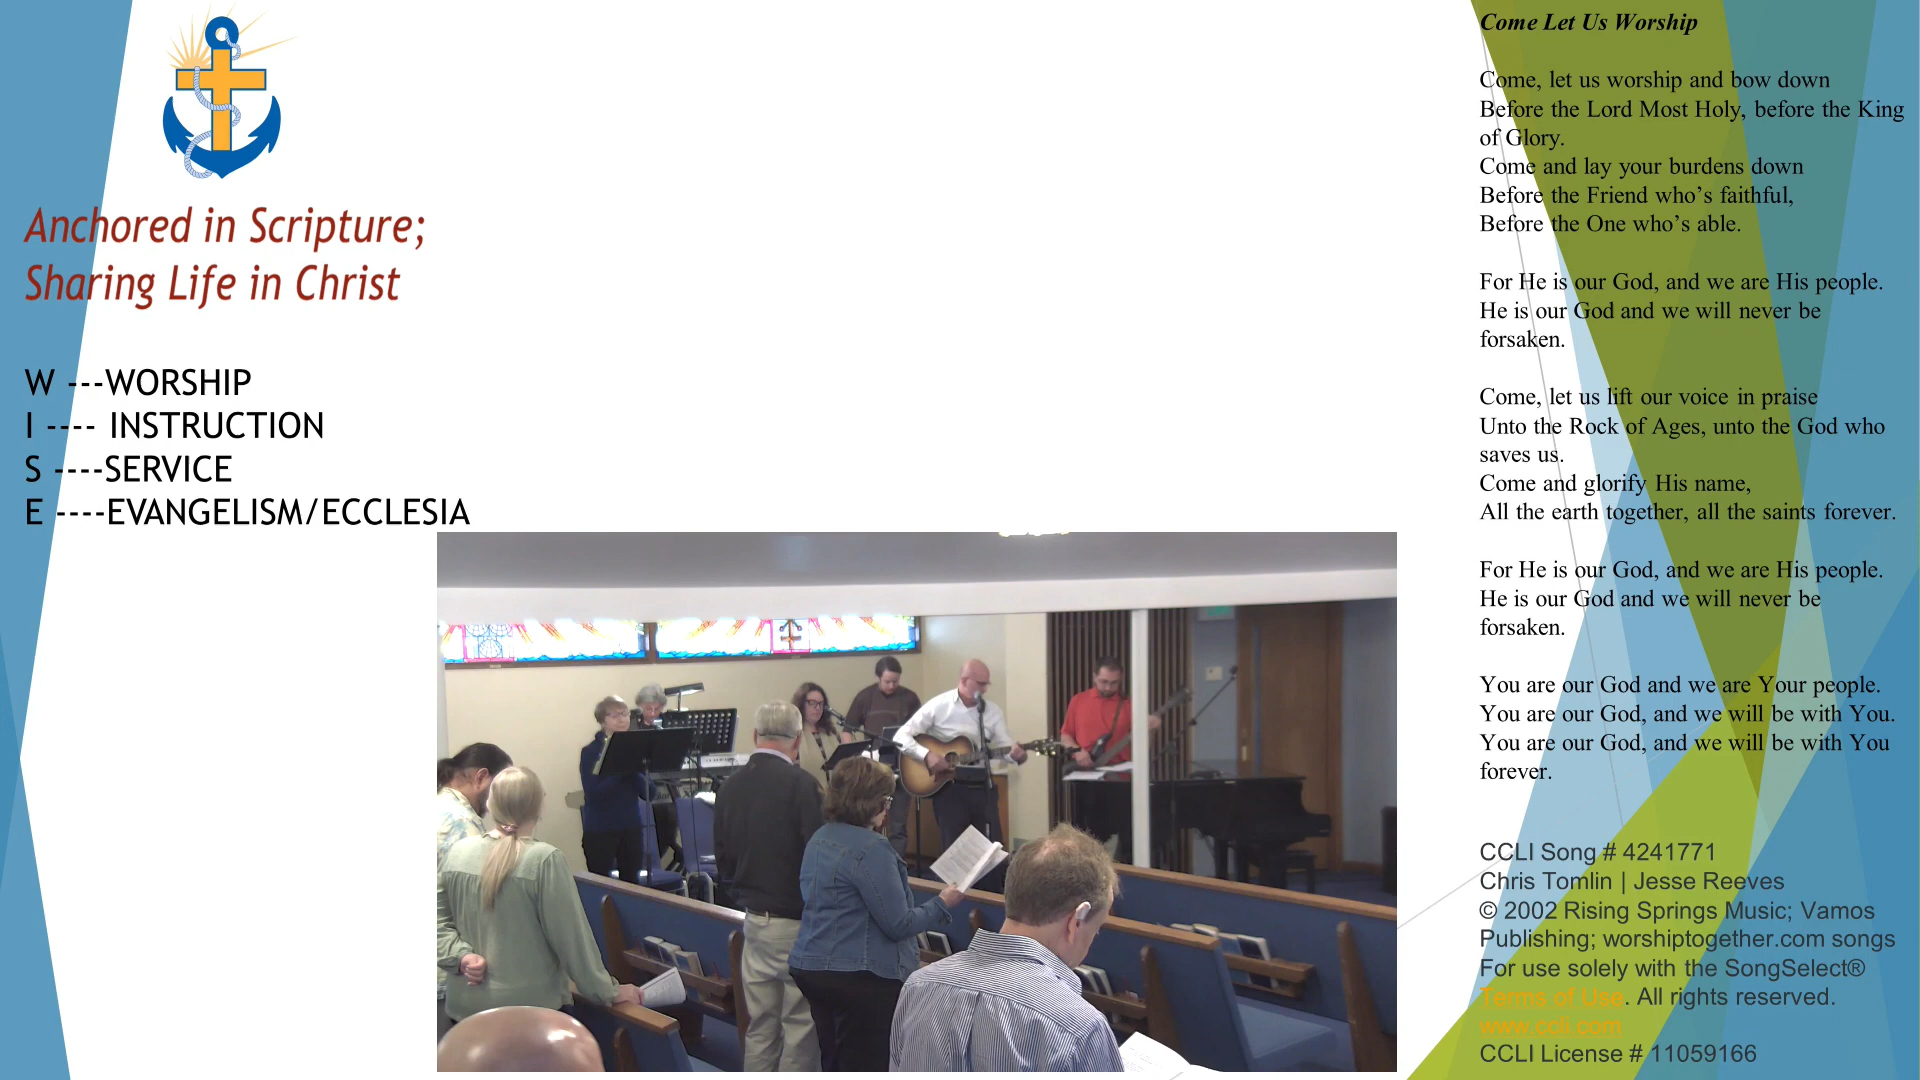 Anchored in Scripture;
Sharing Life in Christ
W ---WORSHIP
I ---- INSTRUCTION
S ----SERVICE
E ----EVANGELISM/ECCLESIA
Come Let Us Worship
Come, let us worship and bow down
Before the Lord Most Holy, before the King
of Glory.
Come and lay your burdens down
Before the Friend who’s faithful,
Before the One who’s able.
For He is our God, and we are His people.
He is our God and we will never be
forsaken.
Come, let us lift our voice in praise
Unto the Rock of Ages, unto the God who
saves us.
Come and glorify His name,
All the earth together, all the saints forever.
For He is our God, and we are His people.
He is our God and we will never be
forsaken.
You are our God and we are Your people.
You are our God, and we will be with You.
You are our God, and we will be with You
forever.
CCLI Song # 4241771
Chris Tomlin | Jesse Reeves
© 2002 Rising Springs Music; Vamos
Publishing; worshiptogether.com songs
For use solely with the SongSelect®
Terms of Use. All rights reserved.
www.ccli.com
CCLI License # 11059166